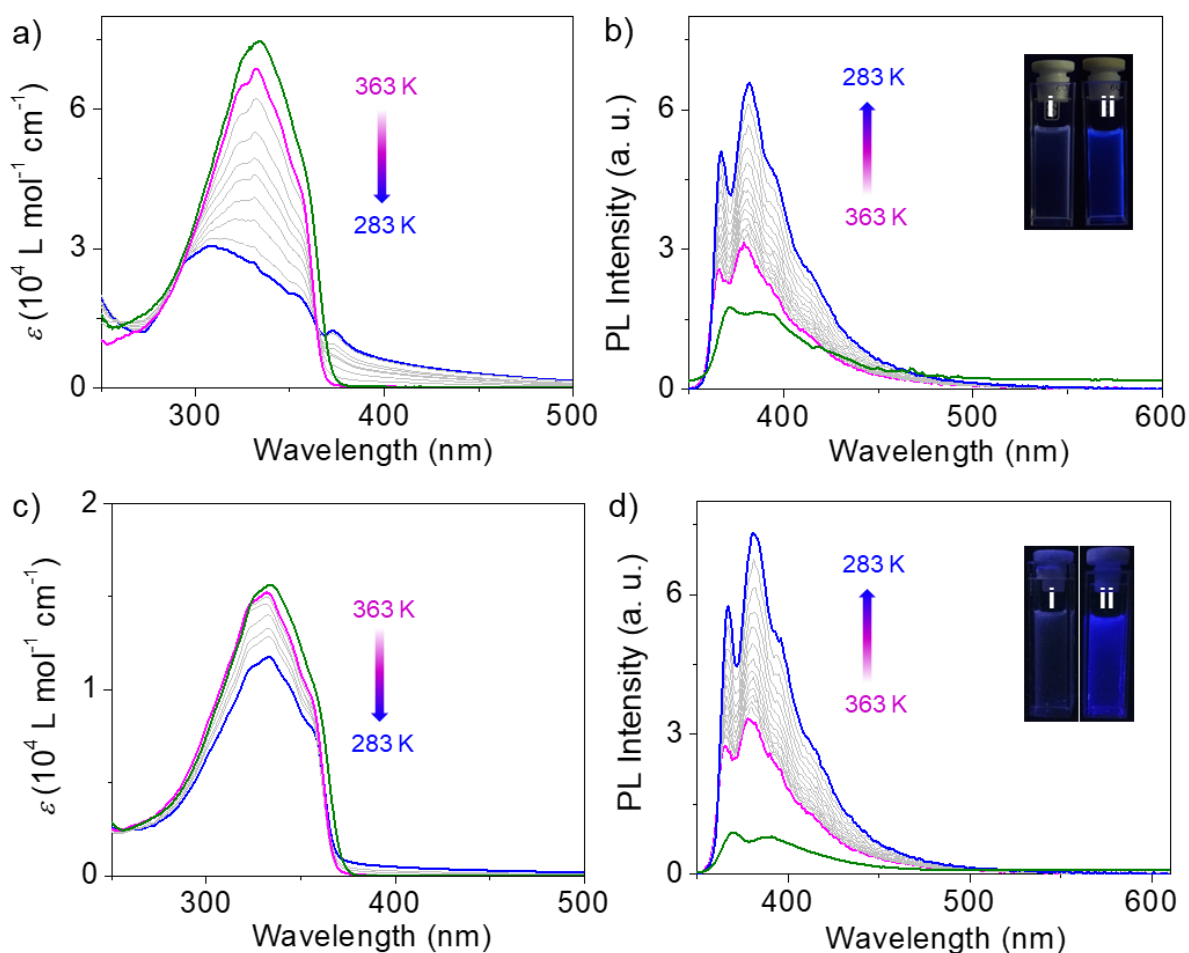 a)
b)
363 K
283 K
283 K
363 K
i ii
6
3
0
6
3
0
ε (10⁴ L mol⁻¹ cm⁻¹)
PL Intensity (a. u.)
300 400 500
400 500 600
Wavelength (nm)
Wavelength (nm)
c)
d)
363 K
283 K
283 K
363 K
i ii
2
1
0
6
3
0
ε (10⁴ L mol⁻¹ cm⁻¹)
PL Intensity (a. u.)
300 400 500
400 500 600
Wavelength (nm)
Wavelength (nm)